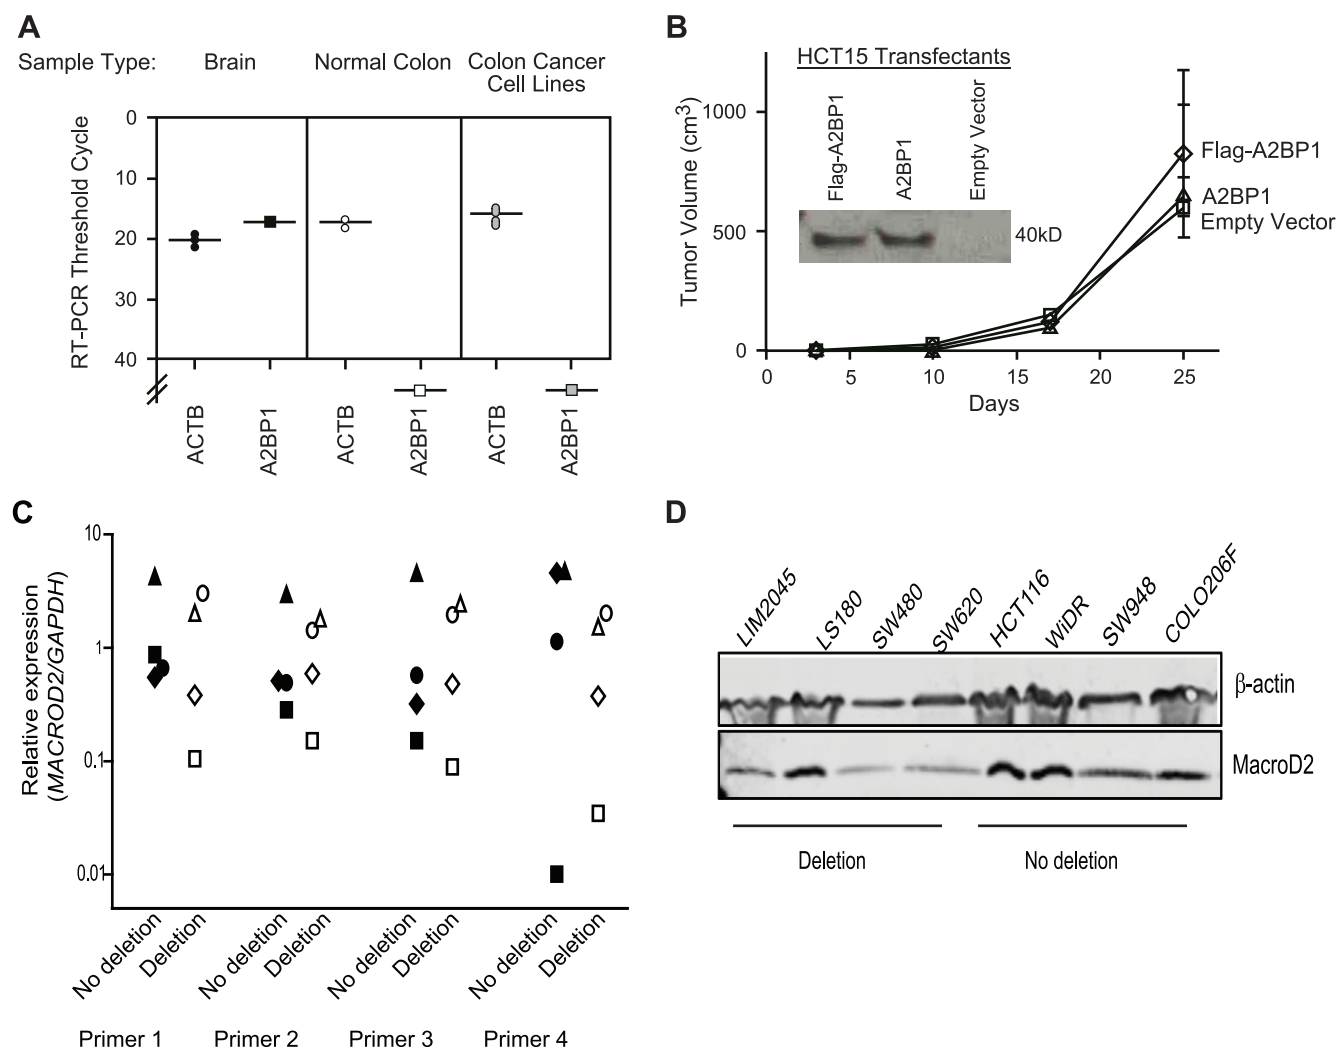 A
Sample Type: Brain Normal Colon Colon Cancer
Cell Lines
RT-PCR Threshold Cycle
0
10
20
30
40
ACTB
A2BP1
ACTB
A2BP1
ACTB
A2BP1
B
HCT15 Transfectants
Flag-A2BP1
A2BP1
Empty Vector
40kD
Tumor Volume (cm3)
1000
500
0
0 5 10 15 20 25
Days
Flag-A2BP1
A2BP1
Empty Vector
C
Relative expression
(MACROD2/GAPDH)
10
1
0.1
0.01
No deletion
Deletion
No deletion
Deletion
No deletion
Deletion
No deletion
Deletion
Primer 1 Primer 2 Primer 3 Primer 4
D
LIM2045
LS180
SW480
SW620
HCT116
WiDR
SW948
COLO206F
β-actin
MacroD2
Deletion No deletion